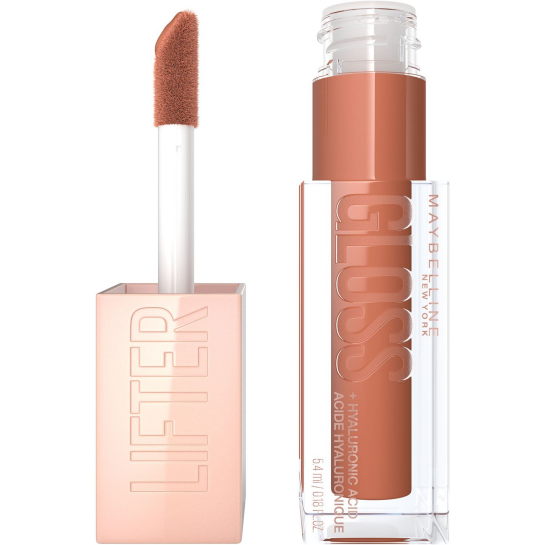 LIFTER
GLOSS
MAYBELLINE
NEW YORK
+ HYALURONIC ACID
ACIDE HYALURONIQUE
5.4 ml / 0.18 Fl. OZ.